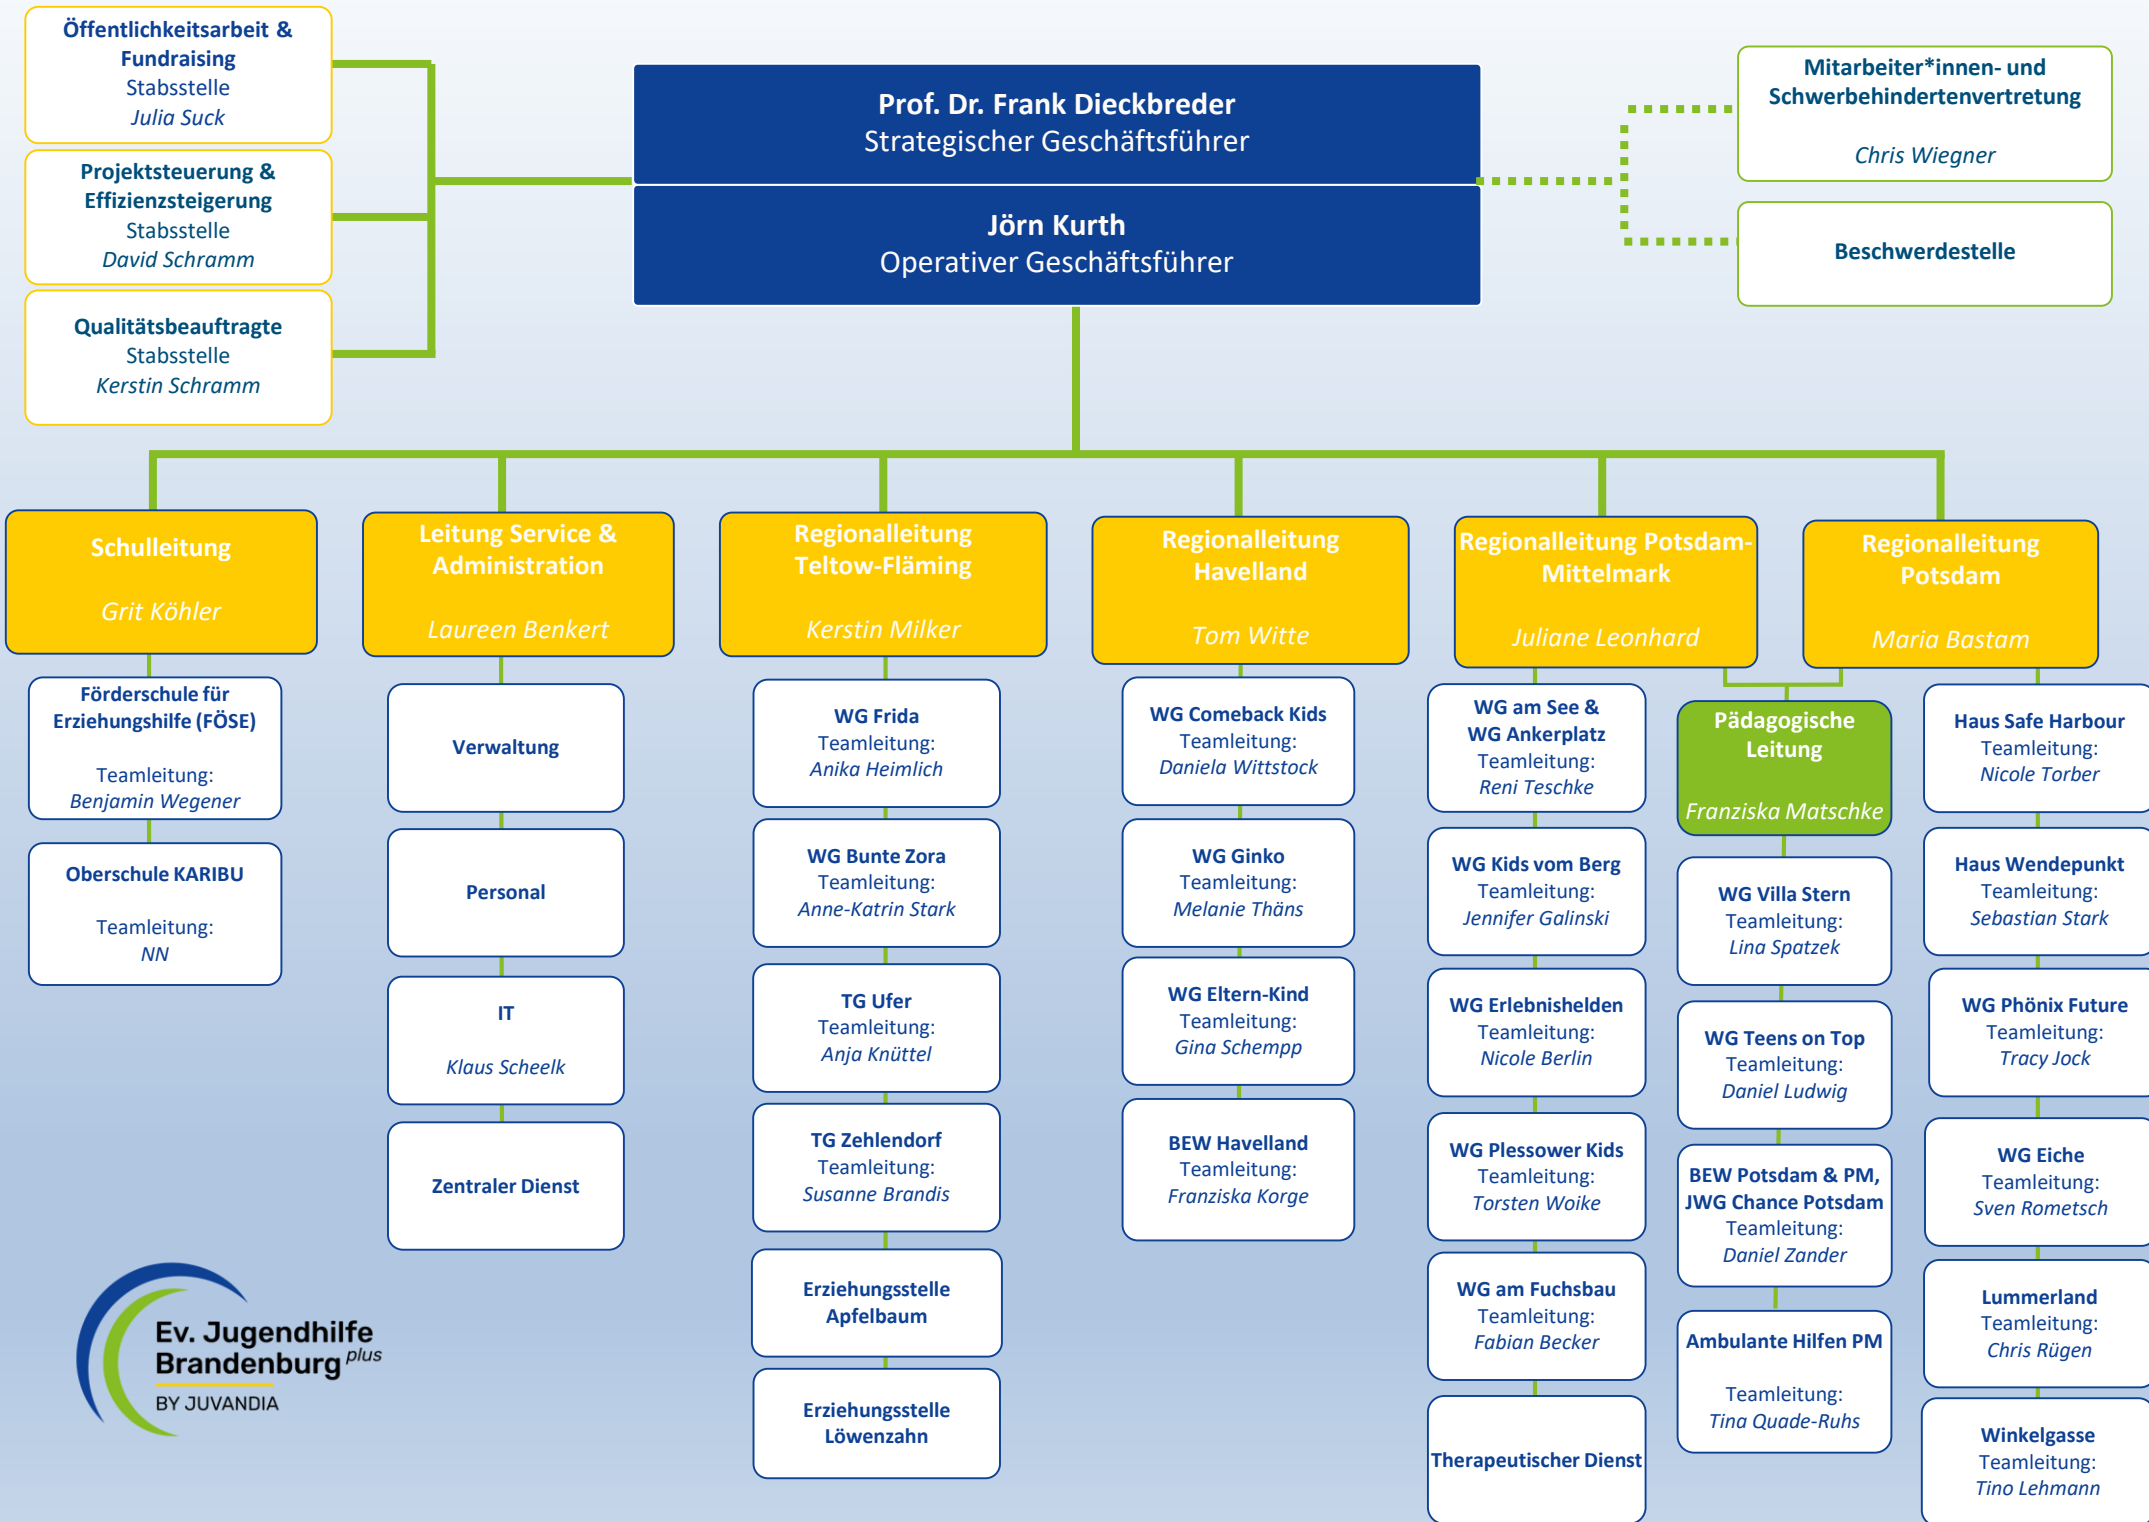 Öffentlichkeitsarbeit &
Fundraising
Stabsstelle
Julia Suck
Projektsteuerung &
Effizienzsteigerung
Stabsstelle
David Schramm
Qualitätsbeauftragte
Stabsstelle
Kerstin Schramm
Prof. Dr. Frank Dieckbreder
Strategischer Geschäftsführer
Jörn Kurth
Operativer Geschäftsführer
Mitarbeiter*innen- und
Schwerbehindertenvertretung
Chris Wiegner
Beschwerdestelle
Schulleitung
Grit Köhler
Förderschule für
Erziehungshilfe (FÖSE)
Teamleitung:
Benjamin Wegener
Oberschule KARIBU
Teamleitung:
NN
Leitung Service &
Administration
Laureen Benkert
Verwaltung
Personal
IT
Klaus Scheelk
Zentraler Dienst
Regionalleitung
Teltow-Fläming
Kerstin Milker
WG Frida
Teamleitung:
Anika Heimlich
WG Bunte Zora
Teamleitung:
Anne-Katrin Stark
TG Ufer
Teamleitung:
Anja Knüttel
TG Zehlendorf
Teamleitung:
Susanne Brandis
Erziehungsstelle
Apfelbaum
Erziehungsstelle
Löwenzahn
Regionalleitung
Havelland
Tom Witte
WG Comeback Kids
Teamleitung:
Daniela Wittstock
WG Ginko
Teamleitung:
Melanie Thäns
WG Eltern-Kind
Teamleitung:
Gina Schempp
BEW Havelland
Teamleitung:
Franziska Korge
Regionalleitung Potsdam-
Mittelmark
Juliane Leonhard
WG am See &
WG Ankerplatz
Teamleitung:
Reni Teschke
WG Kids vom Berg
Teamleitung:
Jennifer Galinski
WG Erlebnishelden
Teamleitung:
Nicole Berlin
WG Plessower Kids
Teamleitung:
Torsten Woike
WG am Fuchsbau
Teamleitung:
Fabian Becker
Therapeutischer Dienst
Pädagogische
Leitung
Franziska Matschke
WG Villa Stern
Teamleitung:
Lina Spatzek
WG Teens on Top
Teamleitung:
Daniel Ludwig
BEW Potsdam & PM,
JWG Chance Potsdam
Teamleitung:
Daniel Zander
Ambulante Hilfen PM
Teamleitung:
Tina Quade-Ruhs
Regionalleitung
Potsdam
Maria Bastam
Haus Safe Harbour
Teamleitung:
Nicole Torber
Haus Wendepunkt
Teamleitung:
Sebastian Stark
WG Phönix Future
Teamleitung:
Tracy Jock
WG Eiche
Teamleitung:
Sven Rometsch
Lummerland
Teamleitung:
Chris Rügen
Winkelgasse
Teamleitung:
Tino Lehmann
Ev. Jugendhilfe
Brandenburg plus
BY JUVANDIA